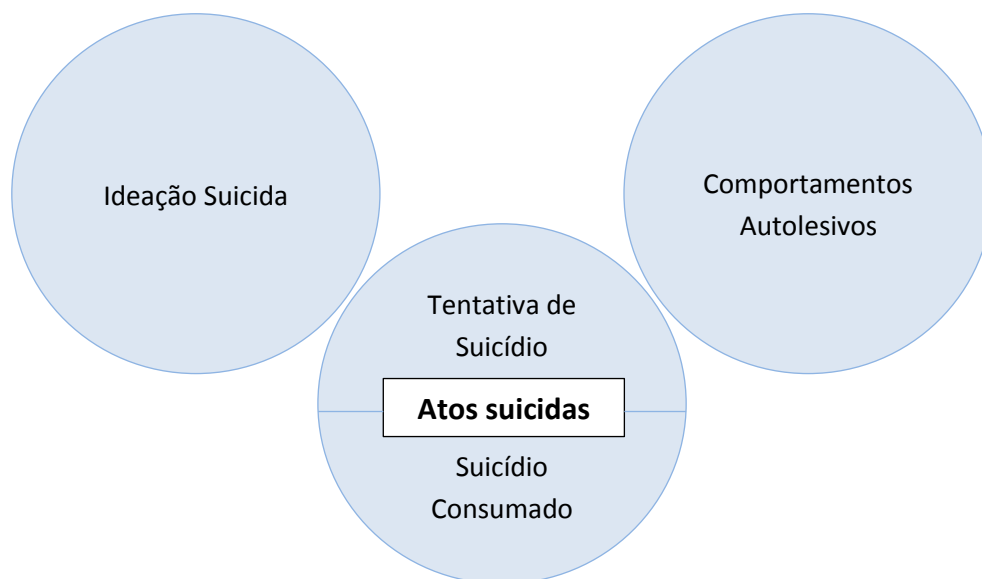 Ideação Suicida
Comportamentos
Autolesivos
Tentativa de
Suicídio
Atos suicidas
Suicídio
Consumado